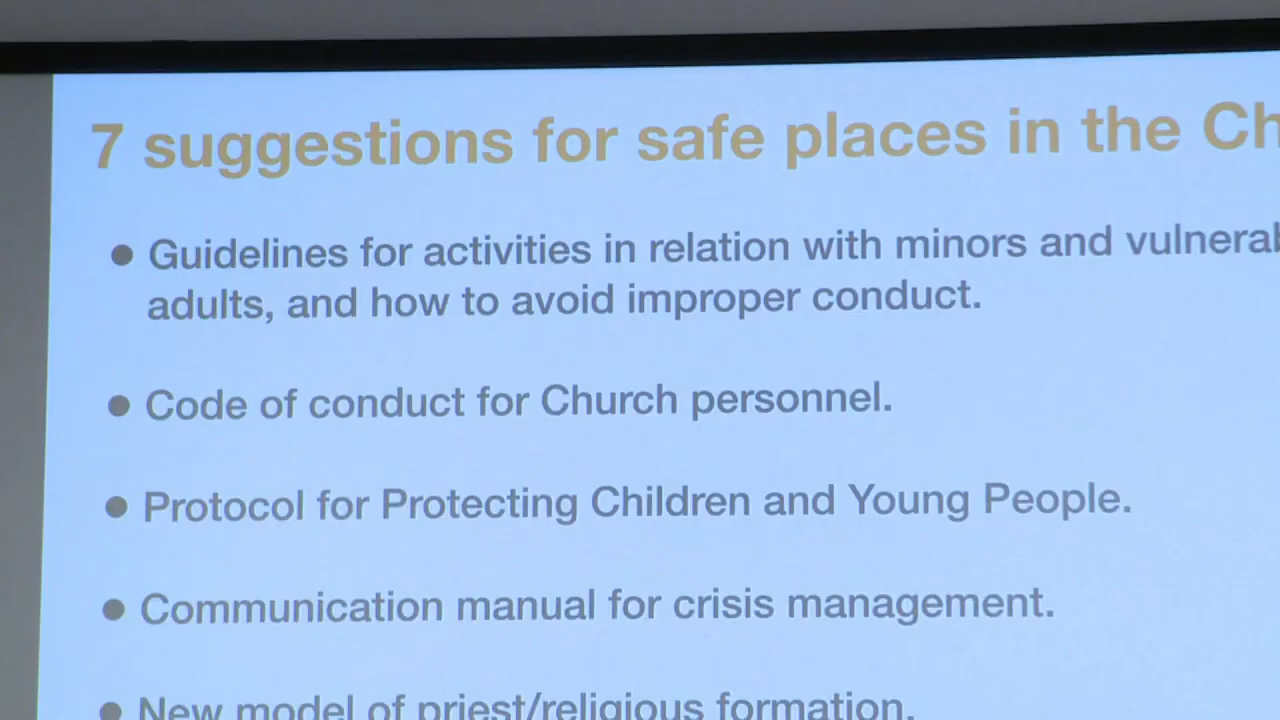 7 suggestions for safe places in the Ch
● Guidelines for activities in relation with minors and vulnerab
adults, and how to avoid improper conduct.
● Code of conduct for Church personnel.
● Protocol for Protecting Children and Young People.
● Communication manual for crisis management.
● New model of priest/religious formation.